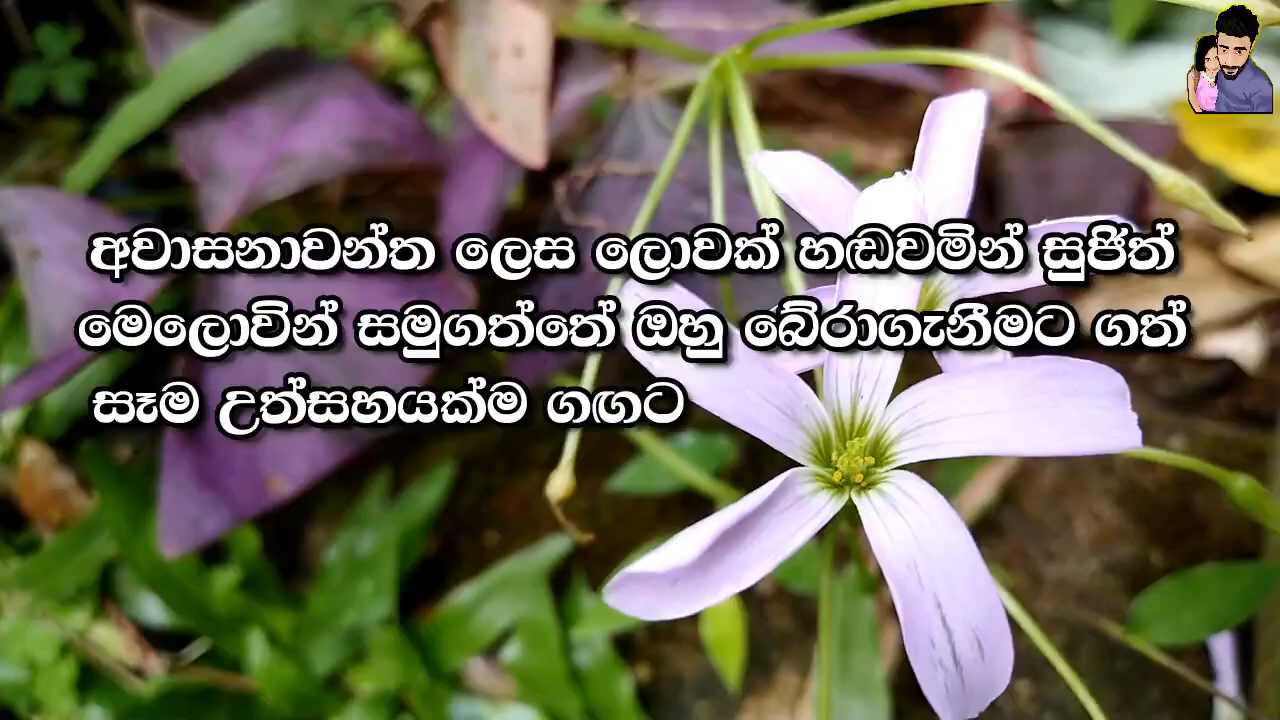 අවාසනාවන්ත ලෙස ලොවක් හඬවමින් සුජිත්
මෙලොවින් සමුගත්තේ ඔහු බේරාගැනීමට ගත්
සෑම උත්සහයක්ම ගඟට